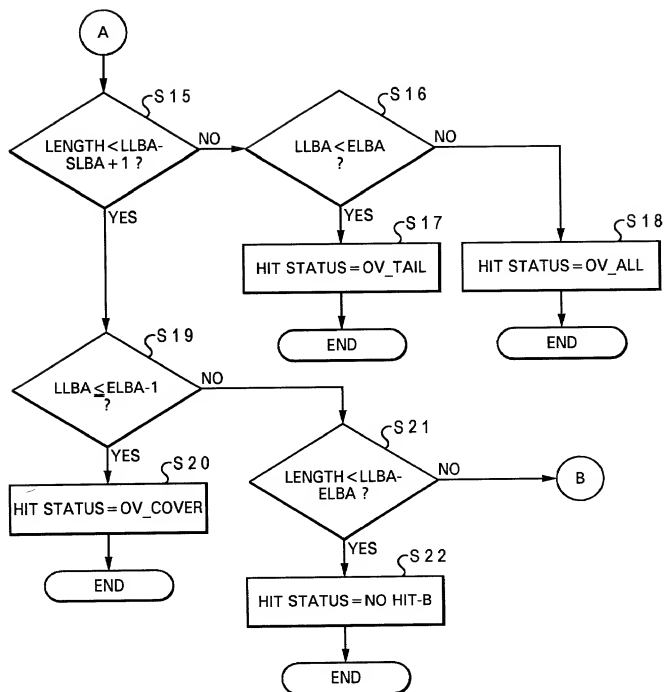 A
S15
LENGTH<LLBA-
SLBA+1 ?
NO
YES
S16
LLBA<ELBA
?
NO
YES
S17
HIT STATUS=OV_TAIL
END
S18
HIT STATUS=OV_ALL
END
S19
LLBA≤ELBA-1
?
NO
YES
S20
HIT STATUS=OV_COVER
END
S21
LENGTH<LLBA-
ELBA ?
NO
B
YES
S22
HIT STATUS=NO HIT-B
END